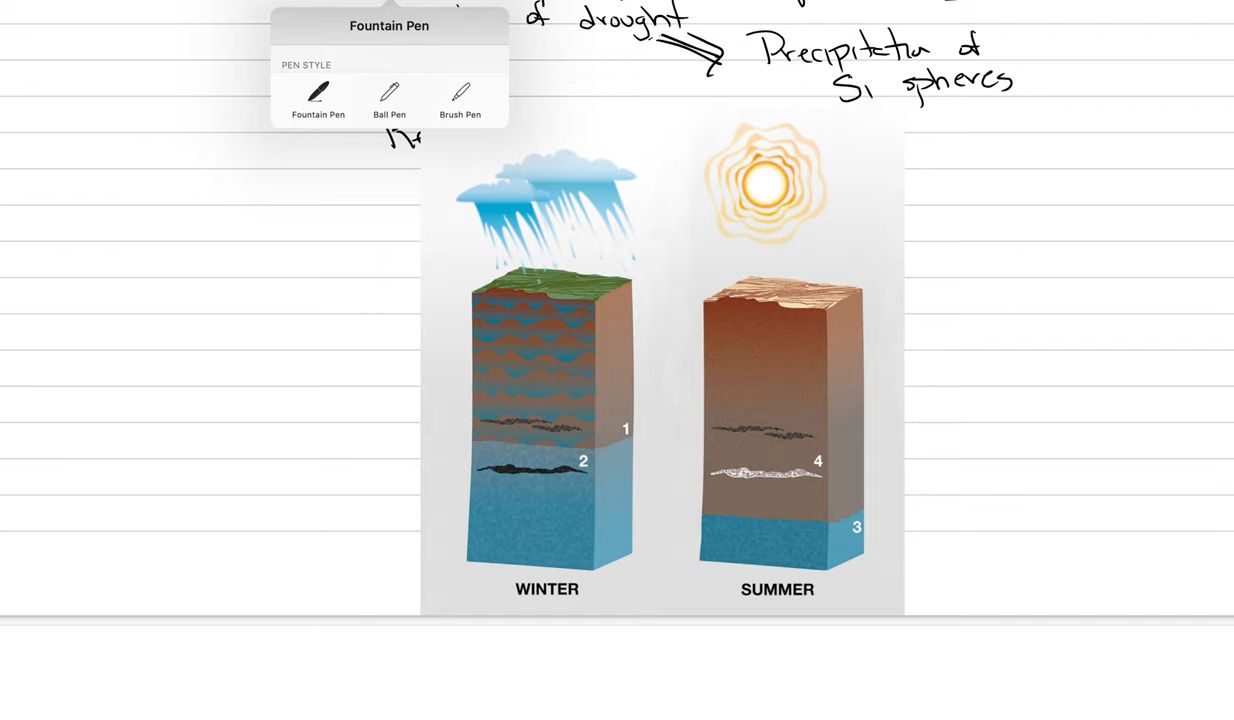 Fountain Pen
of drought
PEN STYLE
Precipitation of
Si spheres
Fountain Pen
Ball Pen
Brush Pen
1
2
4
3
WINTER
SUMMER